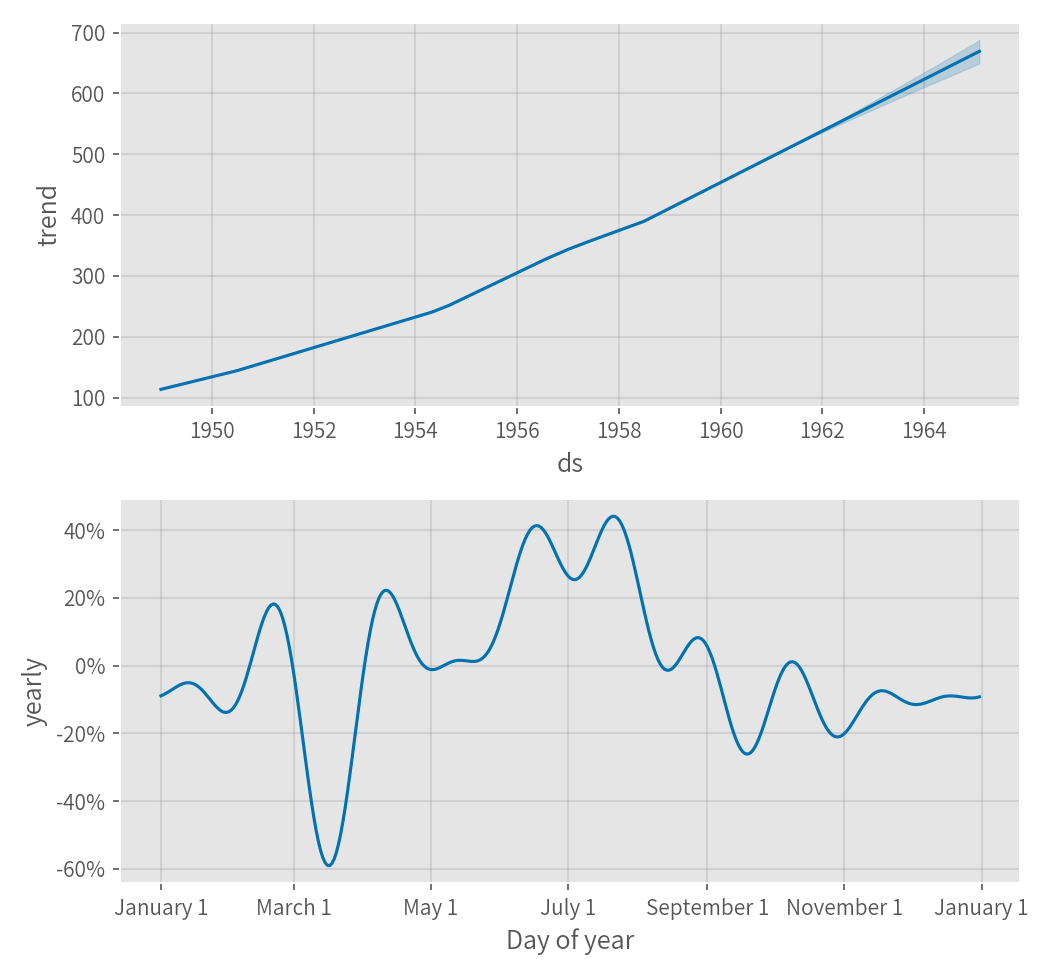 700
600
500
400
300
200
100
trend
1950 1952 1954 1956 1958 1960 1962 1964
ds
40%
20%
0%
-20%
-40%
-60%
yearly
January 1 March 1 May 1 July 1 September 1 November 1 January 1
Day of year